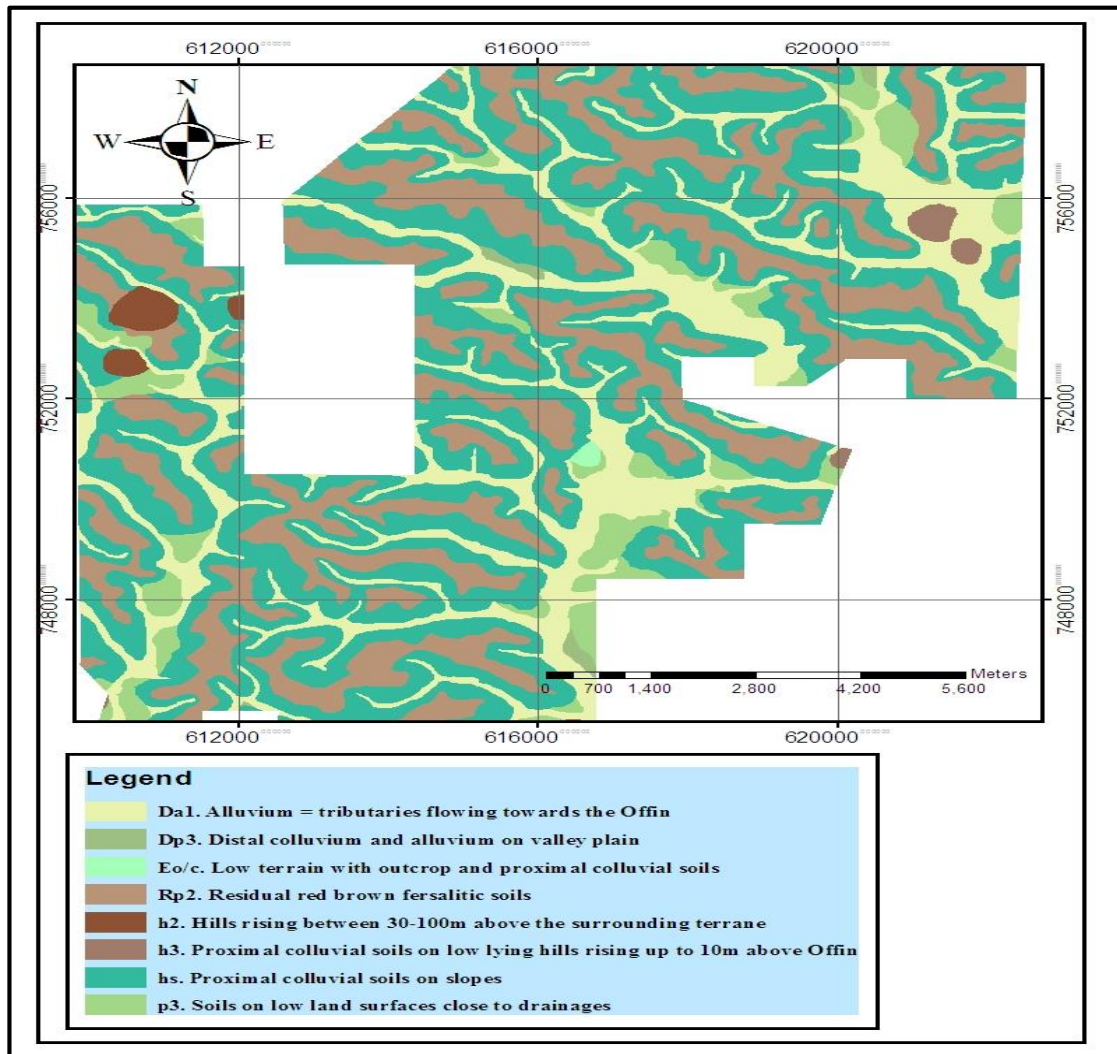 612000 616000 620000
N
W E
S
756000 756000
752000 752000
748000 748000
Meters
0 700 1,400 2,800 4,200 5,600
612000 616000 620000
Legend
Da1. Alluvium = tributaries flowing towards the Offin
Dp3. Distal colluvium and alluvium on valley plain
Eo/c. Low terrain with outcrop and proximal colluvial soils
Rp2. Residual red brown fersalitic soils
h2. Hills rising between 30-100m above the surrounding terrane
h3. Proximal colluvial soils on low lying hills rising up to 10m above Offin
hs. Proximal colluvial soils on slopes
p3. Soils on low land surfaces close to drainages